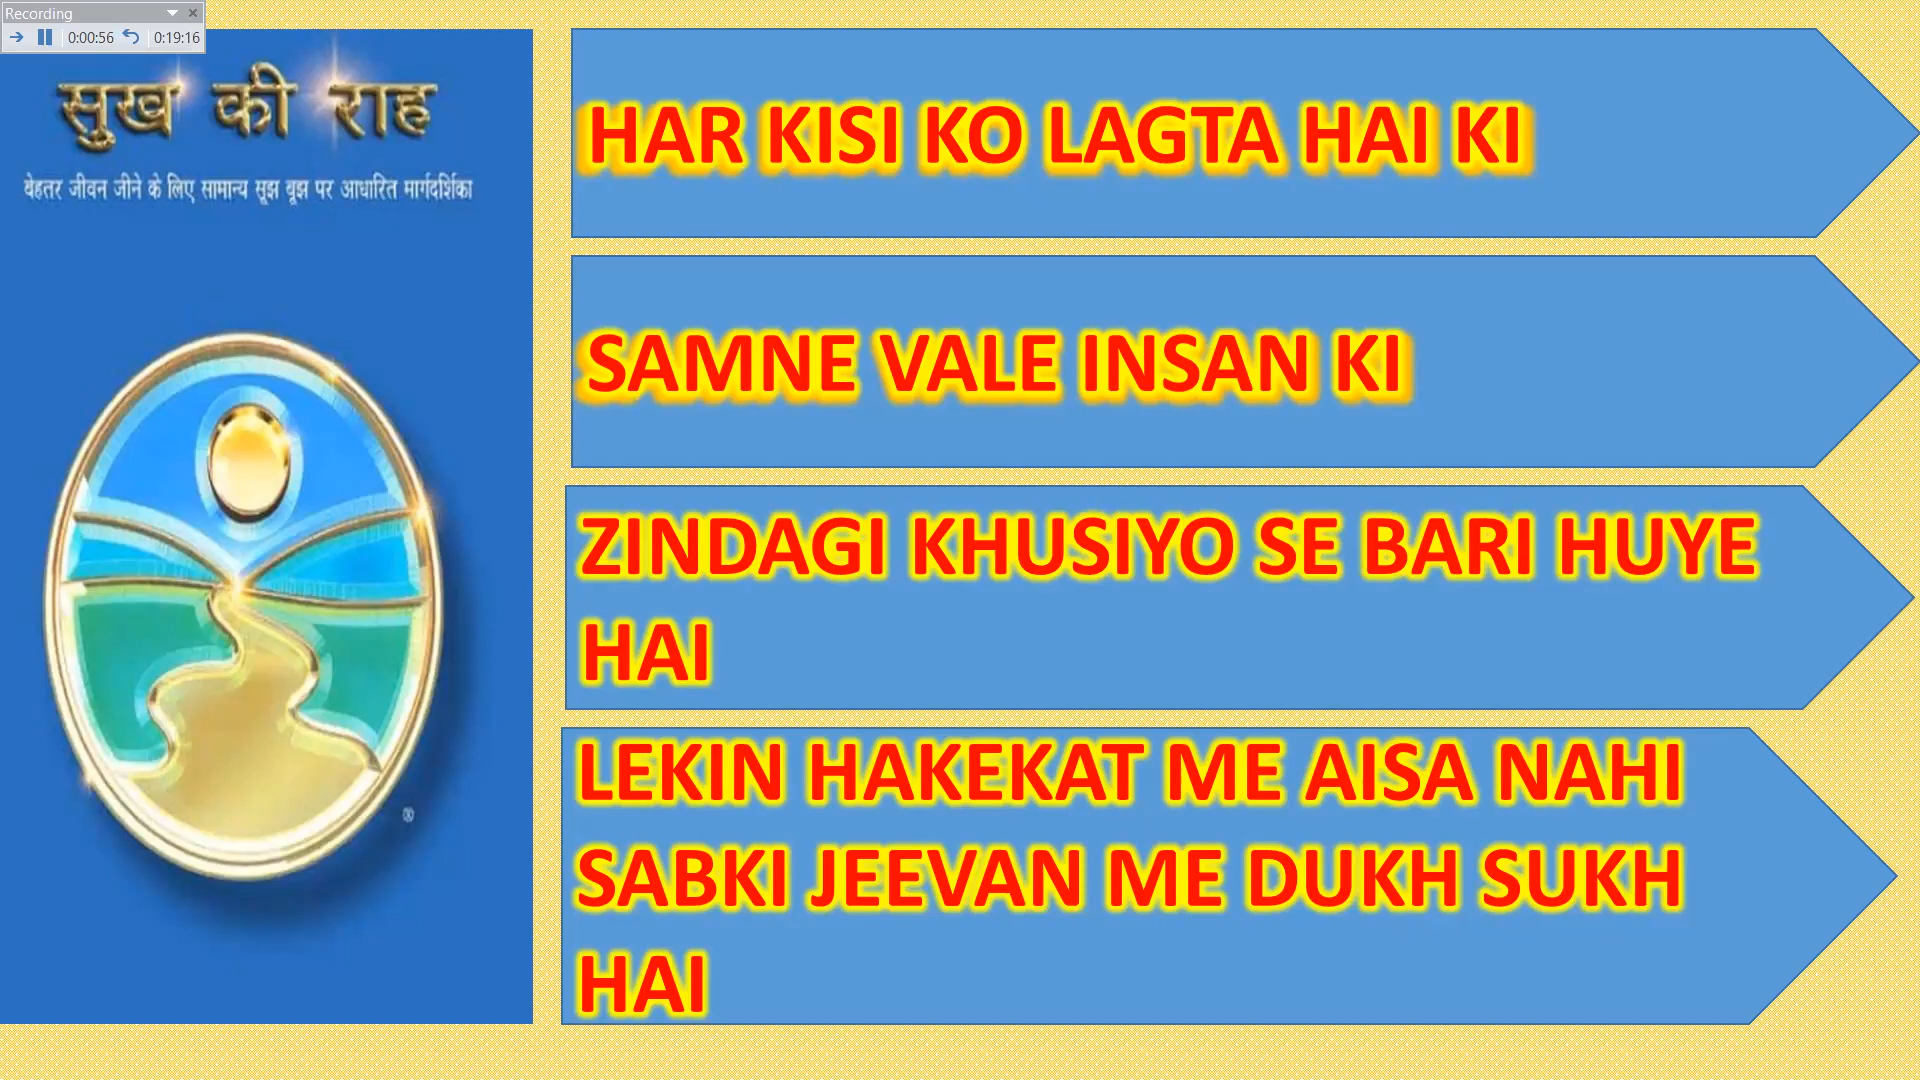 Recording
0:00:56 0:19:16
सुख की राह
बेहतर जीवन जीने के लिए सामान्य सूझ बूझ पर आधारित मार्गदर्शिका
®
HAR KISI KO LAGTA HAI KI
SAMNE VALE INSAN KI
ZINDAGI KHUSIYO SE BARI HUYE
HAI
LEKIN HAKEKAT ME AISA NAHI
SABKI JEEVAN ME DUKH SUKH
HAI